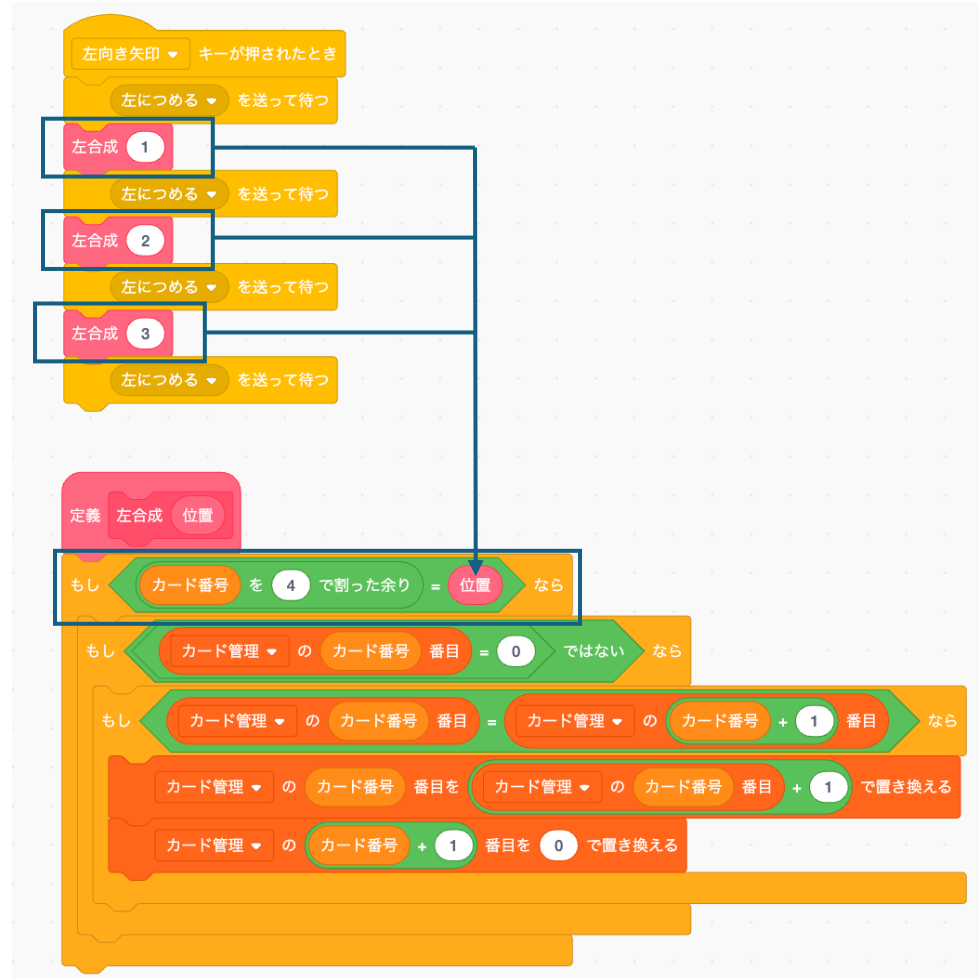 左向き矢印 キーが押されたとき
左につめる を送って待つ
左合成 1
左につめる を送って待つ
左合成 2
左につめる を送って待つ
左合成 3
左につめる を送って待つ
定義 左合成 位置
もし カード番号 を 4 で割った余り = 位置 なら
もし カード管理 の カード番号 番目 = 0 ではない なら
もし カード管理 の カード番号 番目 = カード管理 の カード番号 + 1 番目 なら
カード管理 の カード番号 番目を カード管理 の カード番号 番目 + 1 で置き換える
カード管理 の カード番号 + 1 番目を 0 で置き換える